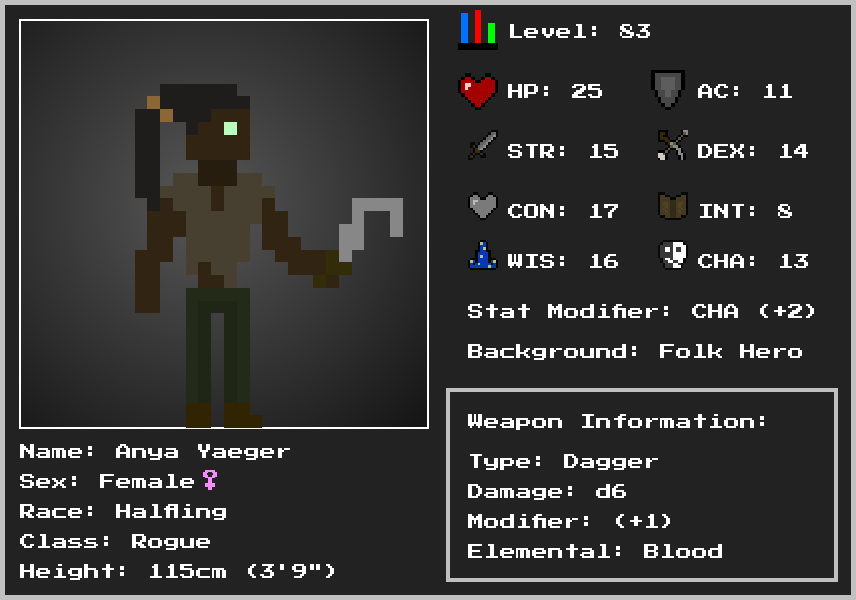 Level: 83
HP: 25 AC: 11
STR: 15 DEX: 14
CON: 17 INT: 8
WIS: 16 CHA: 13
Stat Modifier: CHA (+2)
Background: Folk Hero
Weapon Information:
Type: Dagger
Damage: d6
Modifier: (+1)
Elemental: Blood
Name: Anya Yaeger
Sex: Female♀
Race: Halfling
Class: Rogue
Height: 115cm (3'9")